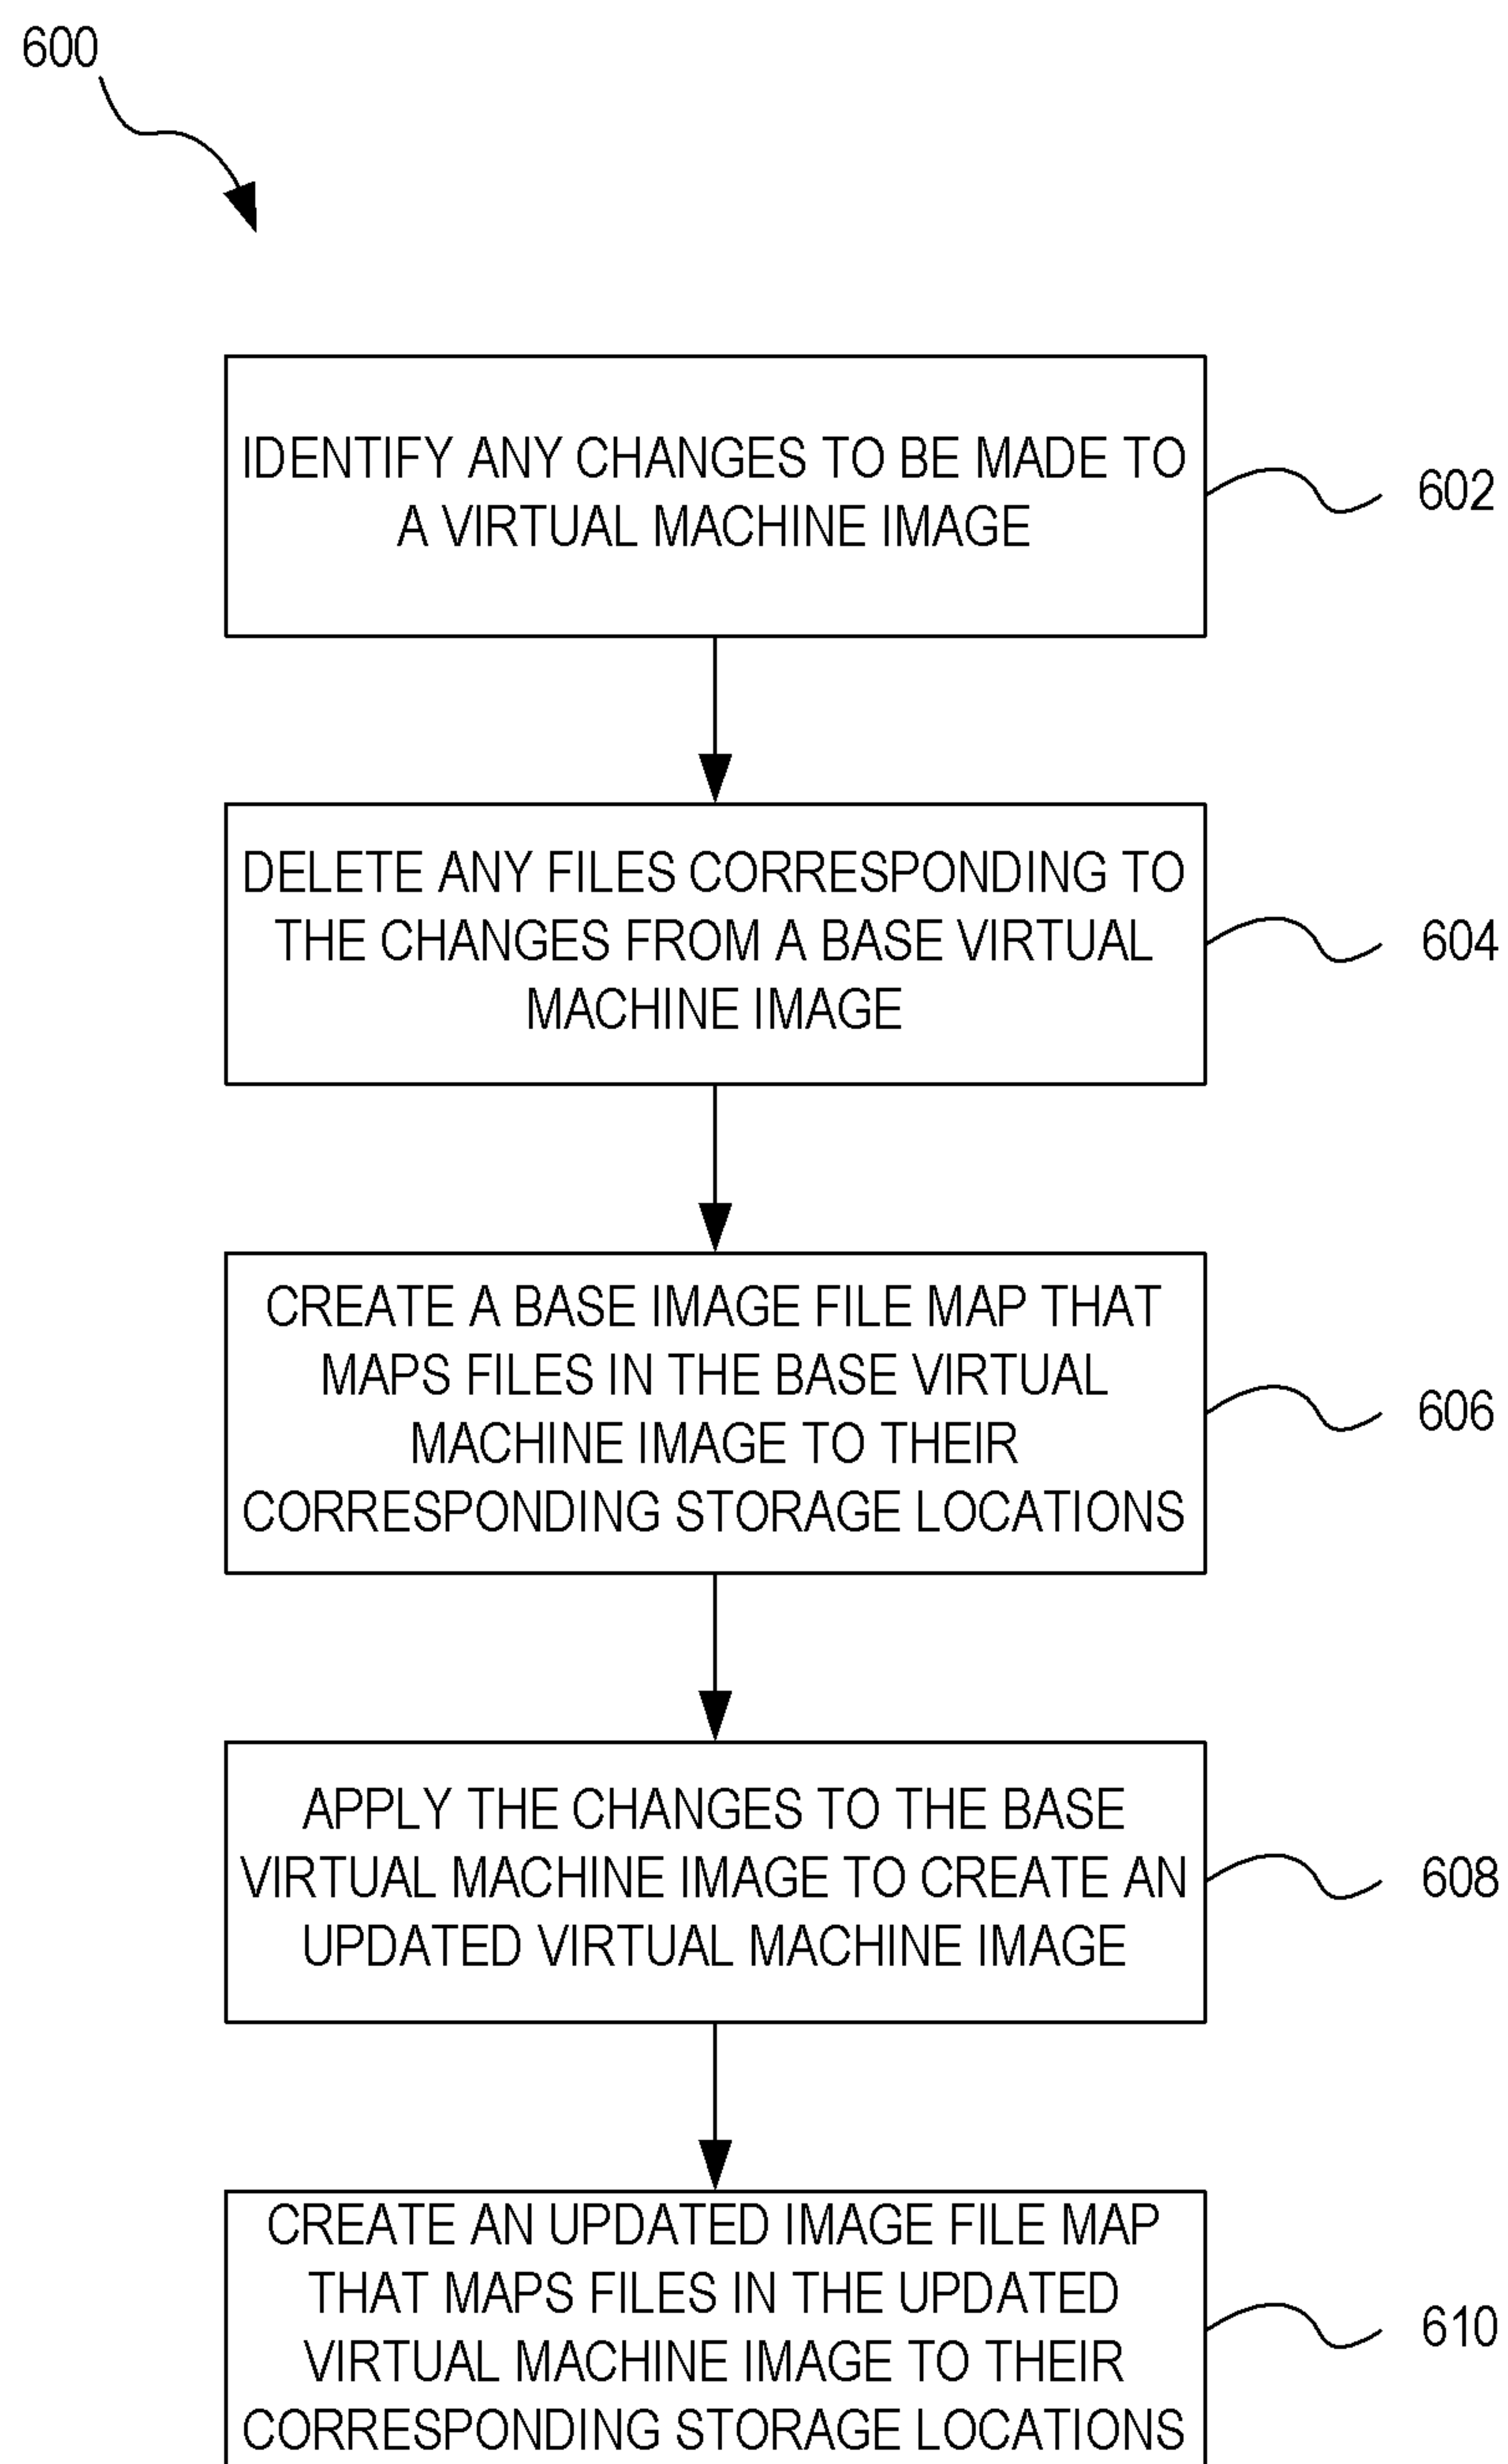 600
IDENTIFY ANY CHANGES TO BE MADE TO
A VIRTUAL MACHINE IMAGE
602
DELETE ANY FILES CORRESPONDING TO
THE CHANGES FROM A BASE VIRTUAL
MACHINE IMAGE
604
CREATE A BASE IMAGE FILE MAP THAT
MAPS FILES IN THE BASE VIRTUAL
MACHINE IMAGE TO THEIR
CORRESPONDING STORAGE LOCATIONS
606
APPLY THE CHANGES TO THE BASE
VIRTUAL MACHINE IMAGE TO CREATE AN
UPDATED VIRTUAL MACHINE IMAGE
608
CREATE AN UPDATED IMAGE FILE MAP
THAT MAPS FILES IN THE UPDATED
VIRTUAL MACHINE IMAGE TO THEIR
CORRESPONDING STORAGE LOCATIONS
610